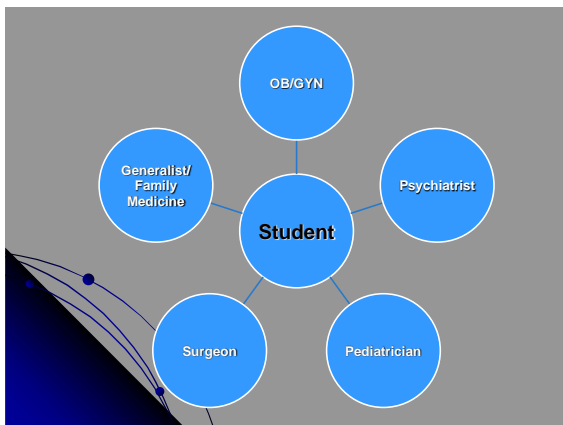 OB/GYN
Generalist/
Family
Medicine
Psychiatrist
Student
Surgeon
Pediatrician